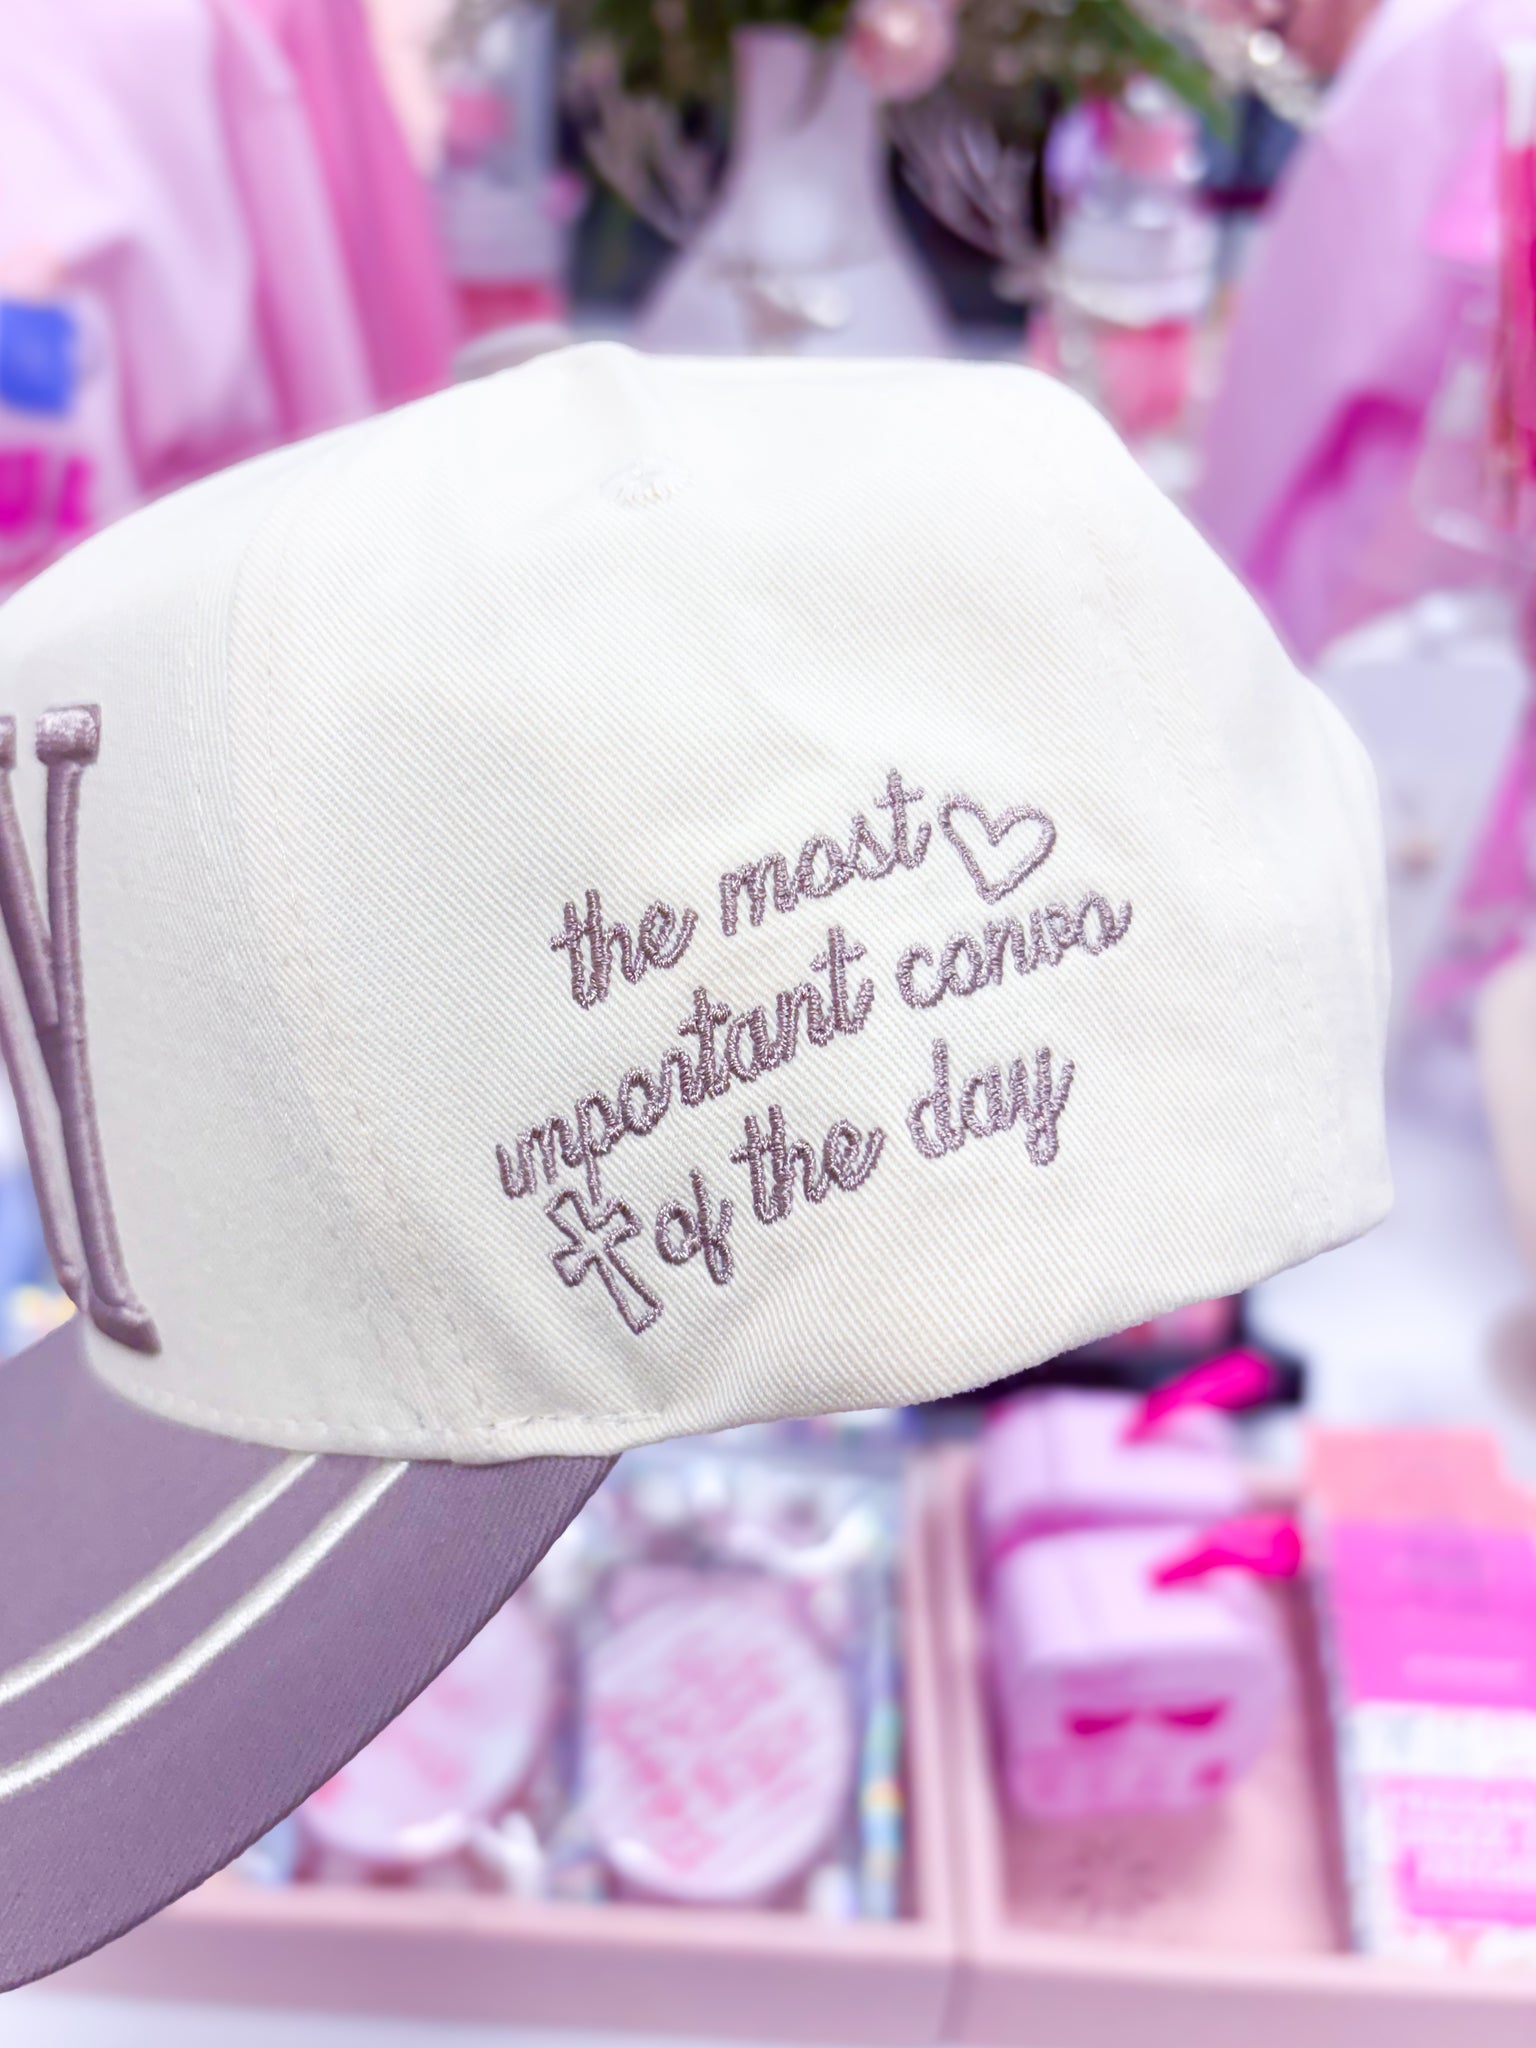 the most
important convo
of the day